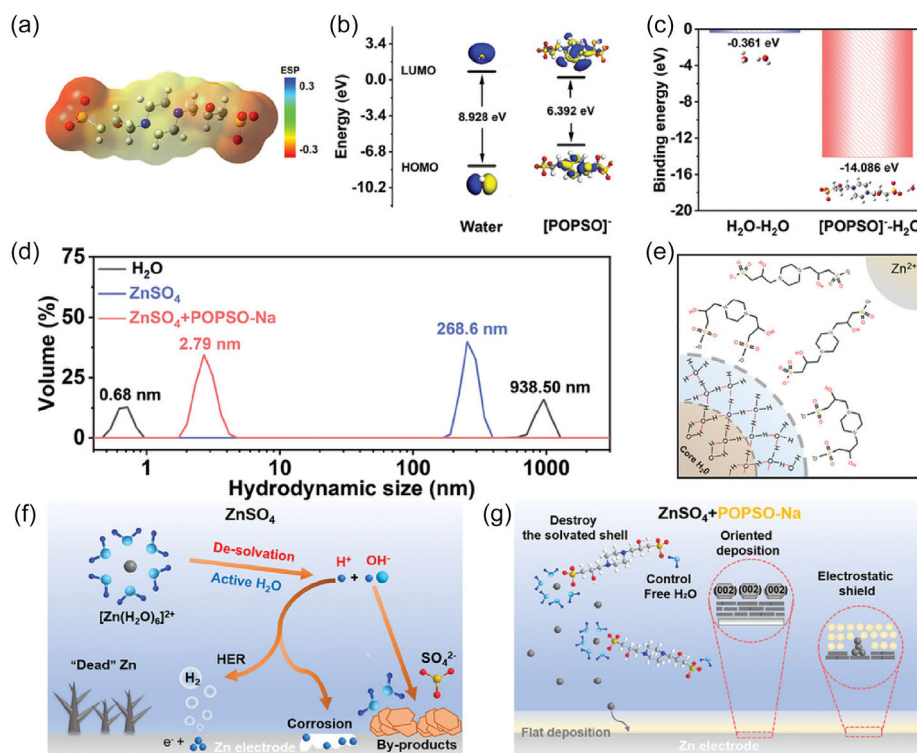 (a)
ESP
0.3
-0.3
(b)
Energy (eV)
3.4
0.0
-3.4
-6.8
-10.2
LUMO
HOMO
8.928 eV
6.392 eV
Water
[POPSO]⁻
(c)
Binding energy (eV)
0
-4
-8
-12
-16
-20
-0.361 eV
-14.086 eV
H₂O-H₂O
[POPSO]⁻-H₂O
(d)
Volume (%)
75
50
25
0
H₂O
ZnSO₄
ZnSO₄+POPSO-Na
0.68 nm
2.79 nm
268.6 nm
938.50 nm
1
10
100
1000
Hydrodynamic size (nm)
(e)
Zn²⁺
Core H₂O
(f)
ZnSO₄
De-solvation
Active H₂O
H⁺ + OH⁻
[Zn(H₂O)₆]²⁺
HER
H₂
SO₄²⁻
"Dead" Zn
Corrosion
e⁻ +
By-products
Zn electrode
(g)
ZnSO₄+POPSO-Na
Destroy
the solvated shell
Control
Free H₂O
Oriented
deposition
(002) (002) (002)
Electrostatic
shield
Flat deposition
Zn electrode